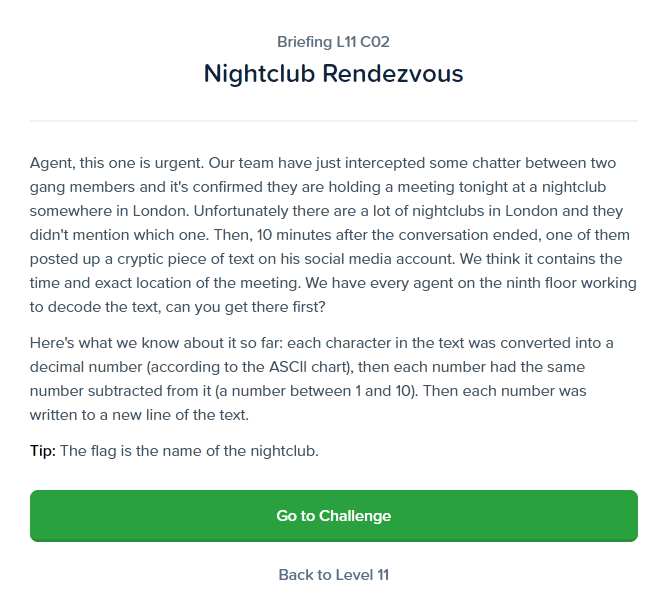 Briefing L11 C02
Nightclub Rendezvous
Agent, this one is urgent. Our team have just intercepted some chatter between two
gang members and it's confirmed they are holding a meeting tonight at a nightclub
somewhere in London. Unfortunately there are a lot of nightclubs in London and they
didn't mention which one. Then, 10 minutes after the conversation ended, one of them
posted up a cryptic piece of text on his social media account. We think it contains the
time and exact location of the meeting. We have every agent on the ninth floor working
to decode the text, can you get there first?
Here's what we know about it so far: each character in the text was converted into a
decimal number (according to the ASCII chart), then each number had the same
number subtracted from it (a number between 1 and 10). Then each number was
written to a new line of the text.
Tip: The flag is the name of the nightclub.
Go to Challenge
Back to Level 11